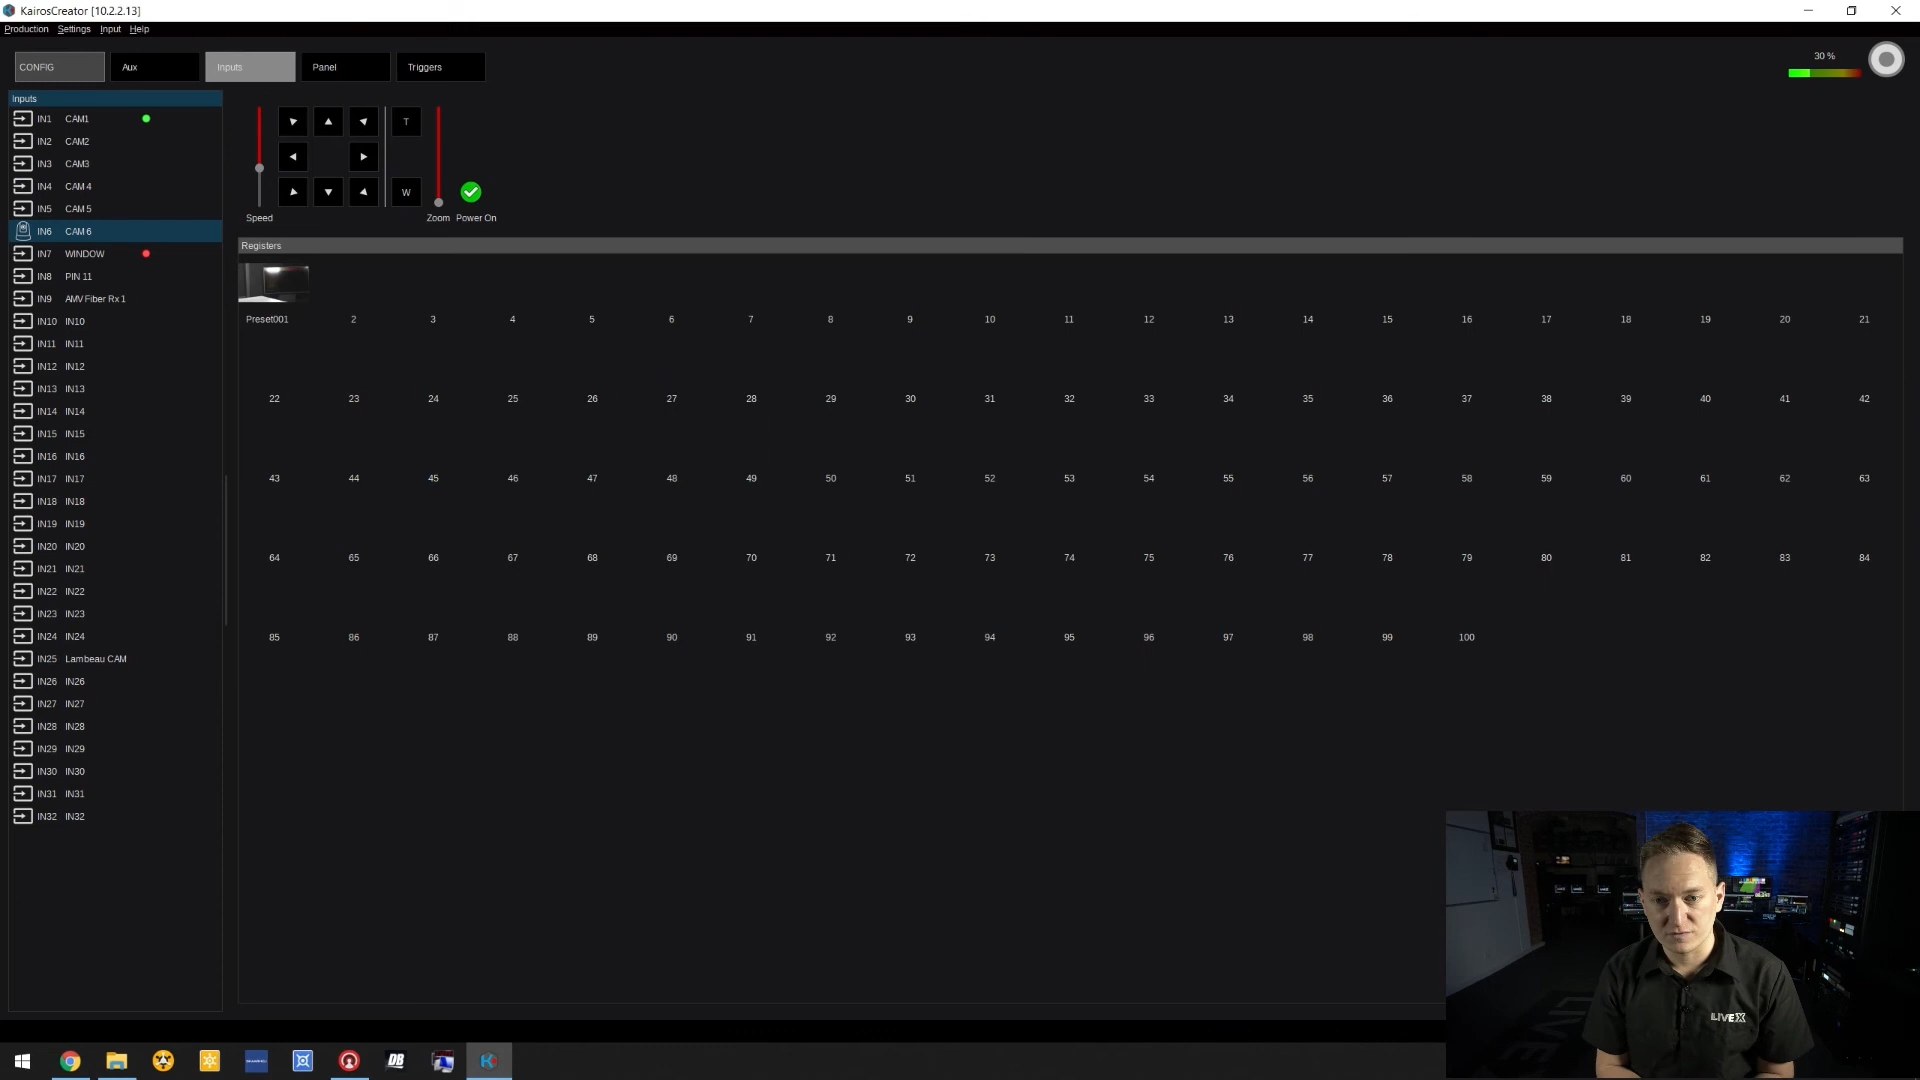 KairosCreator [10.2.2.13]
Production Settings Input Help
CONFIG Aux Inputs Panel Triggers
30 %
Inputs
IN1 CAM1
IN2 CAM2
IN3 CAM3
IN4 CAM 4
IN5 CAM 5
IN6 CAM 6
IN7 WINDOW
IN8 PIN 11
IN9 AMV Fiber Rx 1
IN10 IN10
IN11 IN11
IN12 IN12
IN13 IN13
IN14 IN14
IN15 IN15
IN16 IN16
IN17 IN17
IN18 IN18
IN19 IN19
IN20 IN20
IN21 IN21
IN22 IN22
IN23 IN23
IN24 IN24
IN25 Lambeau CAM
IN26 IN26
IN27 IN27
IN28 IN28
IN29 IN29
IN30 IN30
IN31 IN31
IN32 IN32
T
W
Speed Zoom Power On
Registers
Preset001 2 3 4 5 6 7 8 9 10 11 12 13 14 15 16 17 18 19 20 21
22 23 24 25 26 27 28 29 30 31 32 33 34 35 36 37 38 39 40 41 42
43 44 45 46 47 48 49 50 51 52 53 54 55 56 57 58 59 60 61 62 63
64 65 66 67 68 69 70 71 72 73 74 75 76 77 78 79 80 81 82 83 84
85 86 87 88 89 90 91 92 93 94 95 96 97 98 99 100
LIVEX
DB